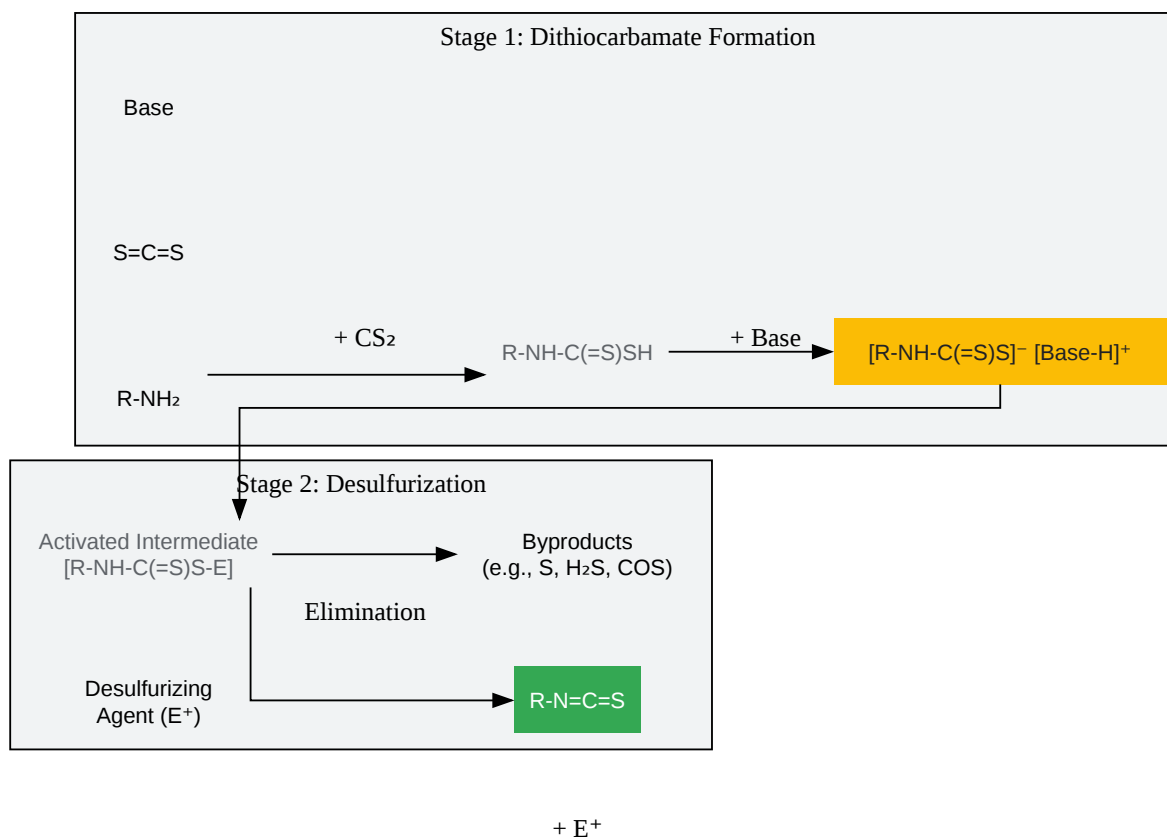 Stage 1: Dithiocarbamate Formation
Base
S=C=S
+ CS₂
R-NH-C(=S)SH
+ Base
[R-NH-C(=S)S]⁻ [Base-H]⁺
R-NH₂
Stage 2: Desulfurization
Activated Intermediate
[R-NH-C(=S)S-E]
Byproducts
(e.g., S, H₂S, COS)
Elimination
Desulfurizing
Agent (E⁺)
R-N=C=S
+ E⁺